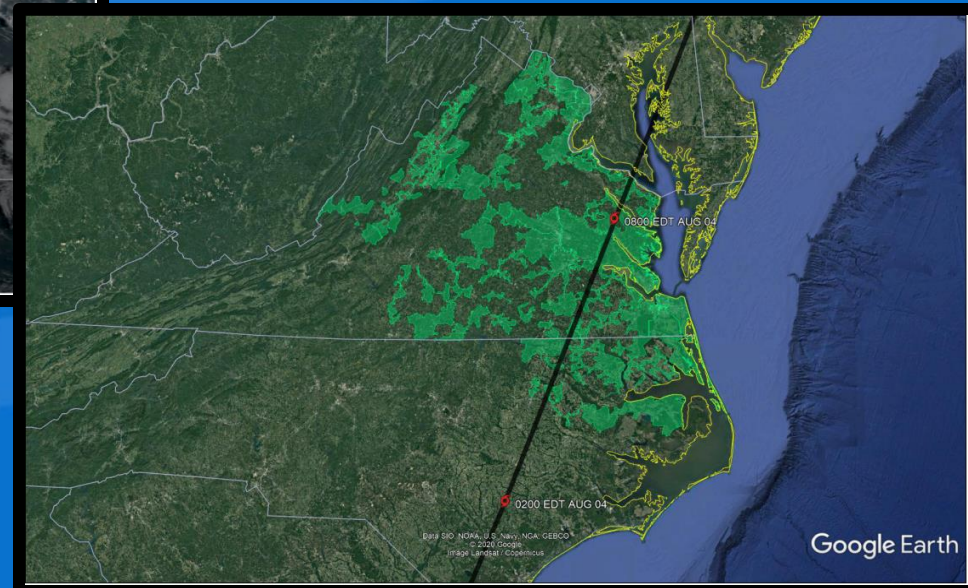 0800 EDT AUG 04
0200 EDT AUG 04
Data SIO, NOAA, U.S. Navy, NGA, GEBCO
© 2020 Google
Image Landsat / Copernicus
Google Earth